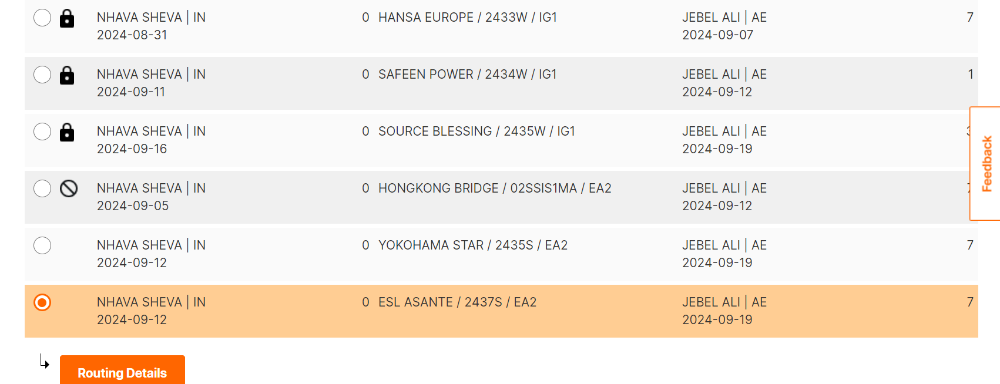 NHAVA SHEVA | IN 0 HANSA EUROPE / 2433W / IG1 JEBEL ALI | AE 7
2024-08-31 2024-09-07
NHAVA SHEVA | IN 0 SAFEEN POWER / 2434W / IG1 JEBEL ALI | AE 1
2024-09-11 2024-09-12
NHAVA SHEVA | IN 0 SOURCE BLESSING / 2435W / IG1 JEBEL ALI | AE
2024-09-16 2024-09-19
Feedback
NHAVA SHEVA | IN 0 HONGKONG BRIDGE / 02SSIS1MA / EA2 JEBEL ALI | AE
2024-09-05 2024-09-12
NHAVA SHEVA | IN 0 YOKOHAMA STAR / 2435S / EA2 JEBEL ALI | AE 7
2024-09-12 2024-09-19
NHAVA SHEVA | IN 0 ESL ASANTE / 2437S / EA2 JEBEL ALI | AE 7
2024-09-12 2024-09-19
Routing Details